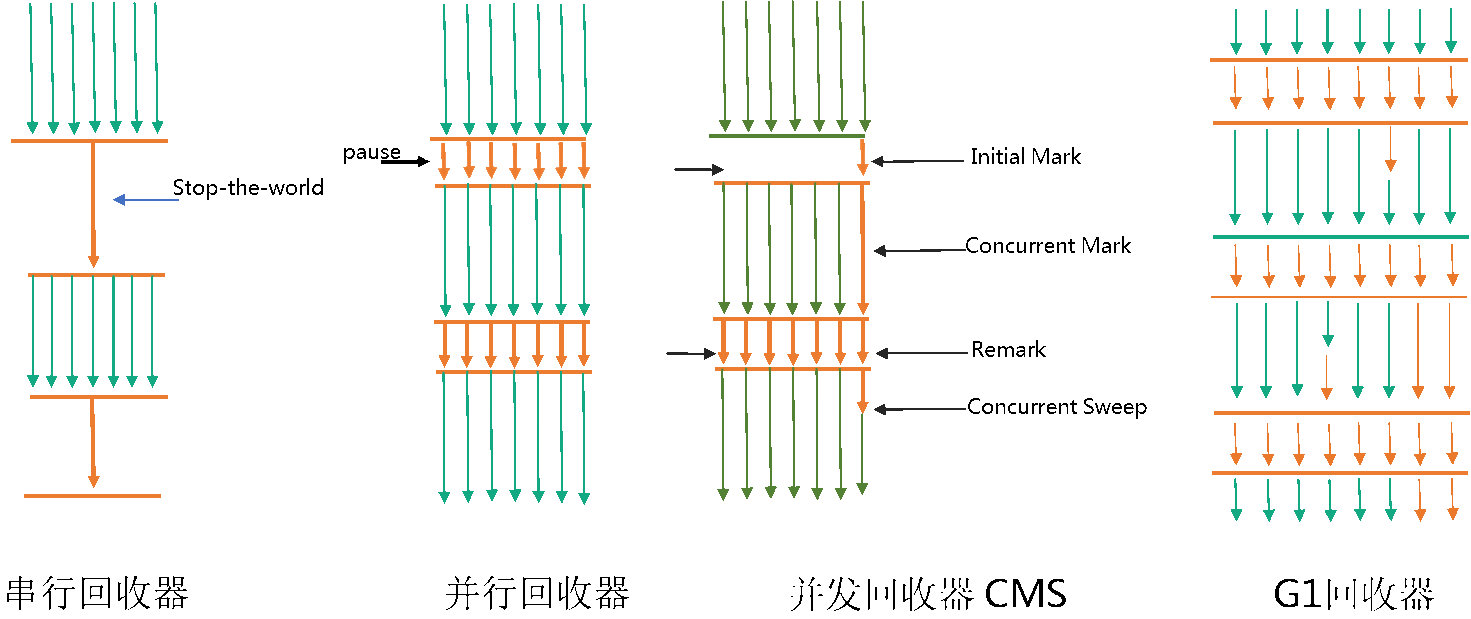 pause
Stop-the-world
Initial Mark
Concurrent Mark
Remark
Concurrent Sweep
串行回收器
并行回收器
并发回收器 CMS
G1回收器